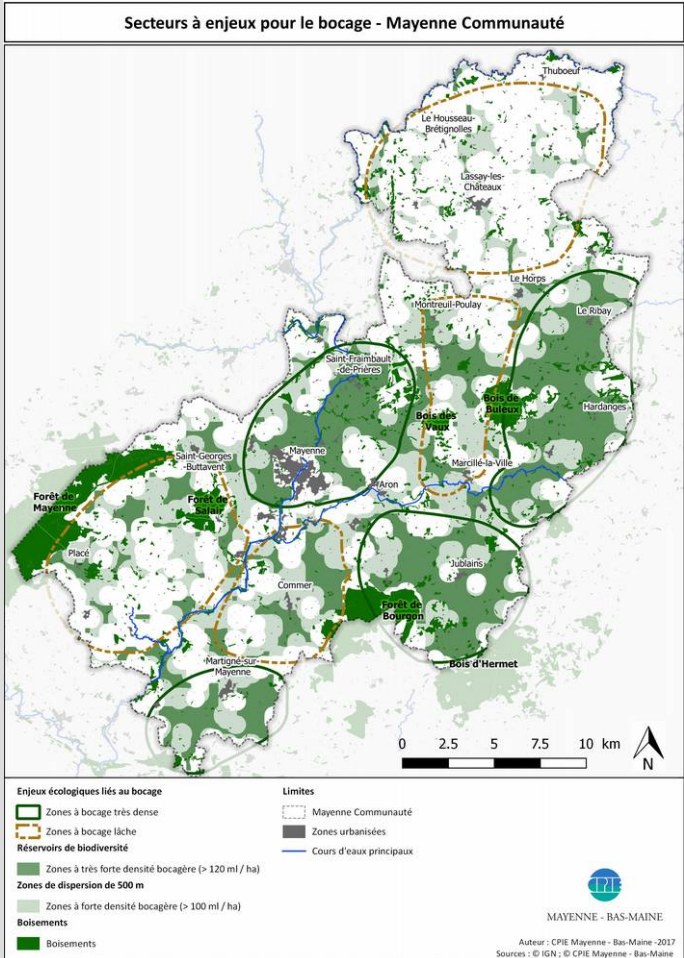 Secteurs à enjeux pour le bocage - Mayenne Communauté
Thuboeuf
Le Housseau-
Brétignolles
Lassay-les-
Châteaux
Le Horps
Montreuil-Poulay
Le Ribay
Saint-Fraimbault
-de-Prières
Bois de
Buleux
Hardanges
Bois des
Vaux
Mayenne
Marcillé-la-Ville
Saint-Georges
-Buttavent
Aron
Forêt de
Mayenne
Forêt de
Salair
Placé
Jublains
Commer
Forêt de
Bourgon
Bois d'Hermet
Martigné-sur-
Mayenne
0 2.5 5 7.5 10 km
N
Enjeux écologiques liés au bocage
Zones à bocage très dense
Zones à bocage lâche
Réservoirs de biodiversité
Zones à très forte densité bocagère (> 120 ml / ha)
Zones de dispersion de 500 m
Zones à forte densité bocagère (> 100 ml / ha)
Boisements
Boisements
Limites
Mayenne Communauté
Zones urbanisées
Cours d'eaux principaux
CPIE
MAYENNE - BAS-MAINE
Auteur : CPIE Mayenne - Bas-Maine -2017
Sources : © IGN ; © CPIE Mayenne - Bas-Maine